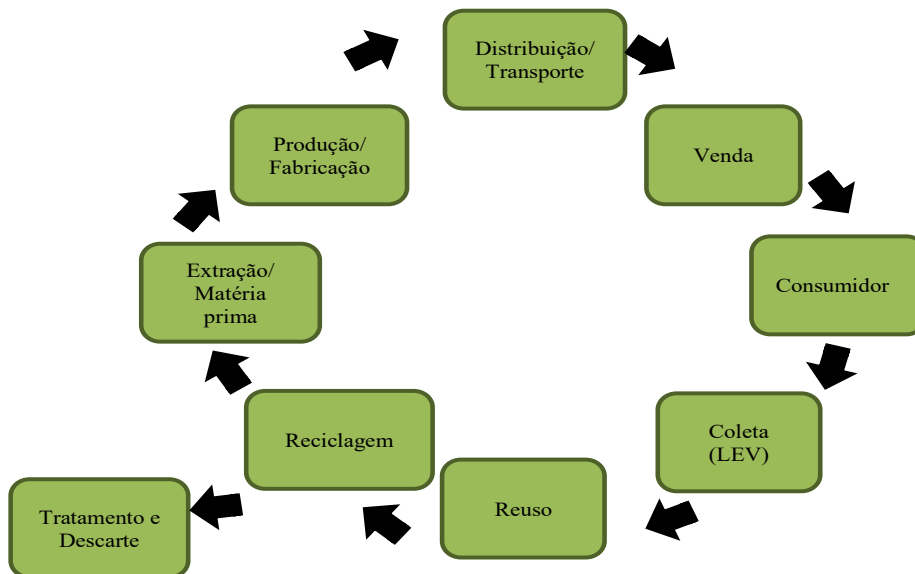 Distribuição/
Transporte
Produção/
Fabricação
Venda
Extração/
Matéria
prima
Consumidor
Reciclagem
Coleta
(LEV)
Tratamento e
Descarte
Reuso